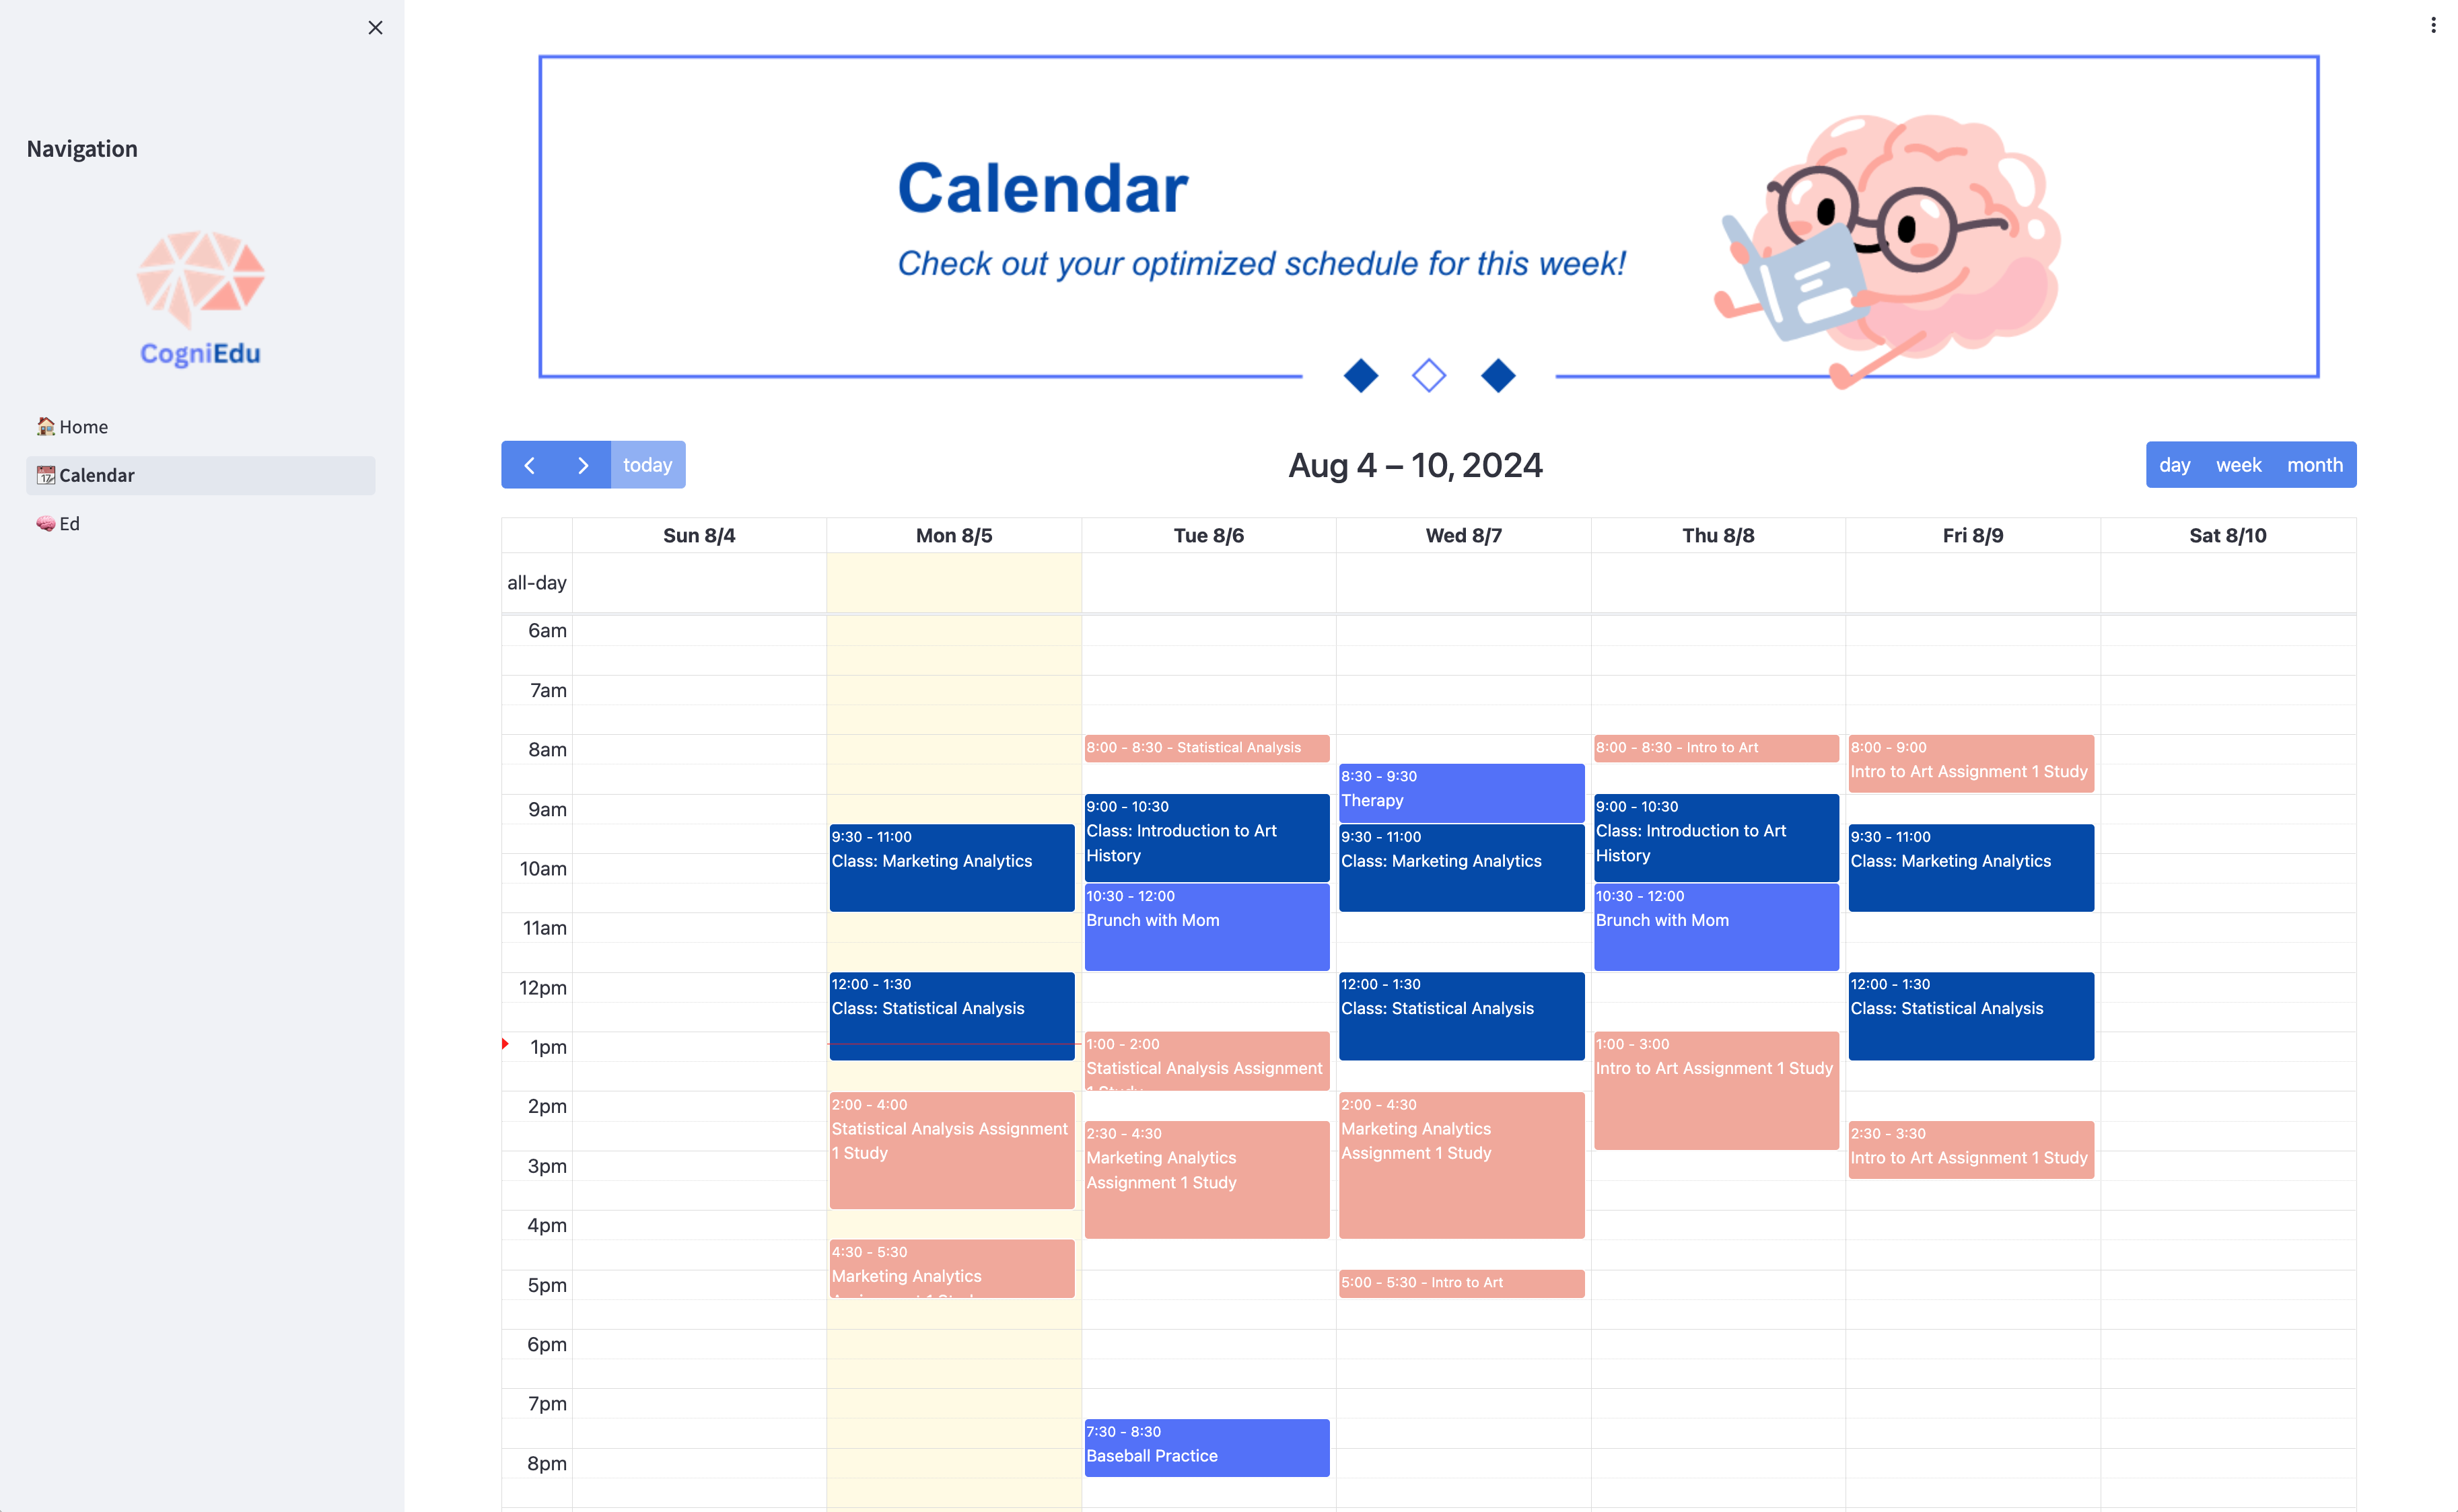 Navigation
CogniEdu
Home
Calendar
Ed
Calendar
Check out your optimized schedule for this week!
today
Aug 4 – 10, 2024
day week month
Sun 8/4 Mon 8/5 Tue 8/6 Wed 8/7 Thu 8/8 Fri 8/9 Sat 8/10
all-day
6am
7am
8am
9am
10am
11am
12pm
1pm
2pm
3pm
4pm
5pm
6pm
7pm
8pm
9:30 - 11:00
Class: Marketing Analytics
12:00 - 1:30
Class: Statistical Analysis
2:00 - 4:00
Statistical Analysis Assignment
1 Study
4:30 - 5:30
Marketing Analytics
8:00 - 8:30 - Statistical Analysis
9:00 - 10:30
Class: Introduction to Art
History
10:30 - 12:00
Brunch with Mom
1:00 - 2:00
Statistical Analysis Assignment
2:30 - 4:30
Marketing Analytics
Assignment 1 Study
7:30 - 8:30
Baseball Practice
8:30 - 9:30
Therapy
9:30 - 11:00
Class: Marketing Analytics
12:00 - 1:30
Class: Statistical Analysis
2:00 - 4:30
Marketing Analytics
Assignment 1 Study
5:00 - 5:30 - Intro to Art
8:00 - 8:30 - Intro to Art
9:00 - 10:30
Class: Introduction to Art
History
10:30 - 12:00
Brunch with Mom
1:00 - 3:00
Intro to Art Assignment 1 Study
8:00 - 9:00
Intro to Art Assignment 1 Study
9:30 - 11:00
Class: Marketing Analytics
12:00 - 1:30
Class: Statistical Analysis
2:30 - 3:30
Intro to Art Assignment 1 Study